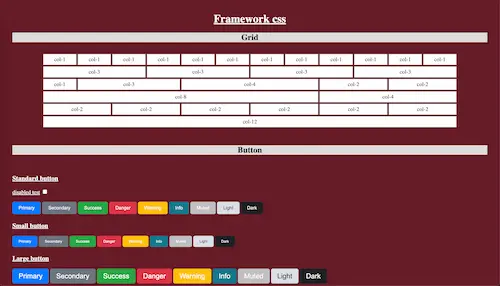 Framework css
Grid
col-1 col-1 col-1 col-1 col-1 col-1 col-1 col-1 col-1 col-1 col-1 col-1
col-3 col-3 col-3 col-3
col-1 col-3 col-4 col-2 col-2
col-8 col-4
col-2 col-2 col-2 col-2 col-2 col-2
col-12
Button
Standard button
disabled test
Primary Secondary Success Danger Warning Info Muted Light Dark
Small button
Primary Secondary Success Danger Warning Info Muted Light Dark
Large button
Primary Secondary Success Danger Warning Info Muted Light Dark